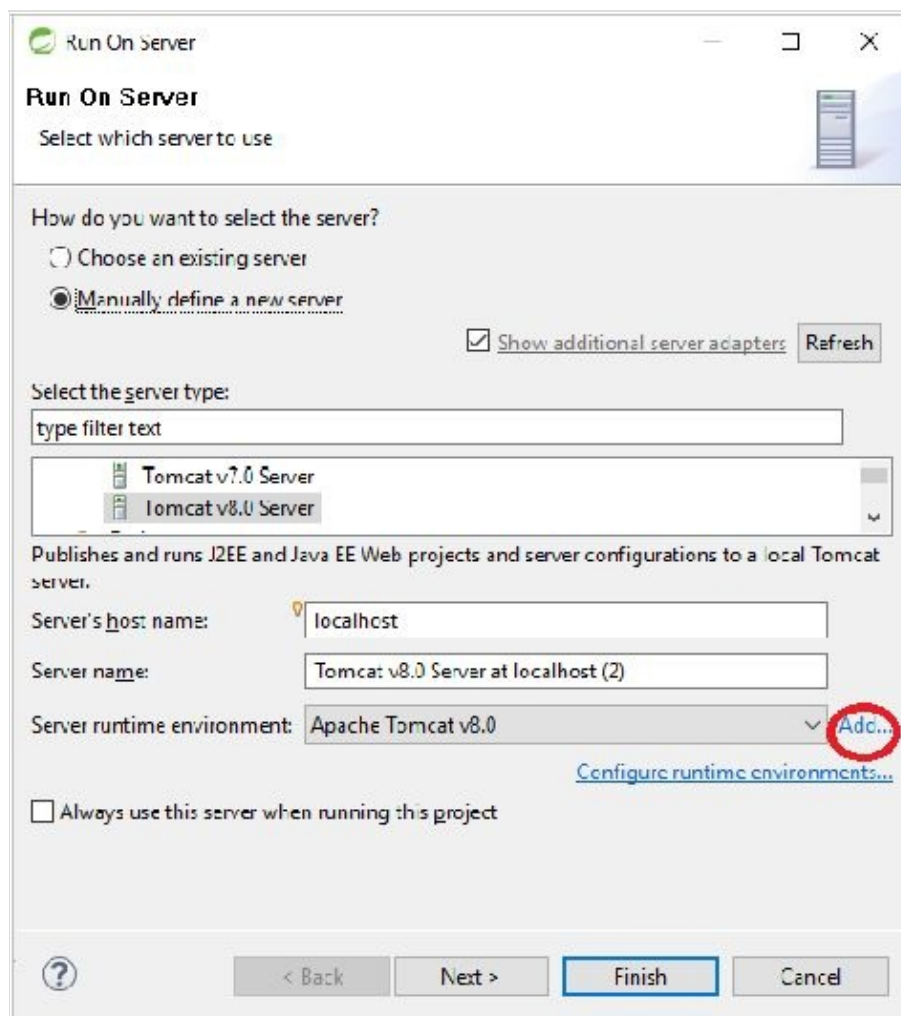 Run On Server
Run On Server
Select which server to use
How do you want to select the server?
Choose an existing server
Manually define a new server
Show additional server adapters Refresh
Select the server type:
type filter text
Tomcat v7.0 Server
Tomcat v8.0 Server
Publishes and runs J2EE and Java EE Web projects and server configurations to a local Tomcat
server.
Server's host name: localhost
Server name: Tomcat v8.0 Server at localhost (2)
Server runtime environment: Apache Tomcat v8.0 Add...
Configure runtime environments...
Always use this server when running this project
? < Back Next > Finish Cancel